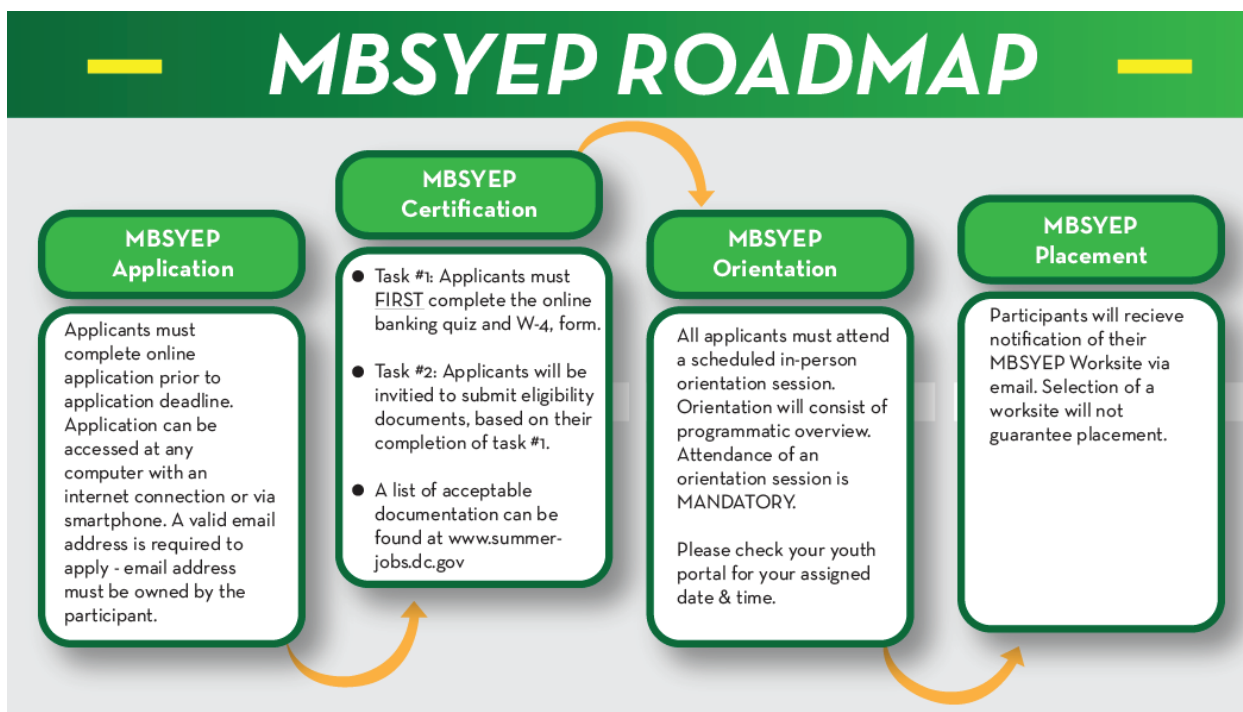 MBSYEP ROADMAP
MBSYEP
Application
Applicants must
complete online
application prior to
application deadline.
Application can be
accessed at any
computer with an
internet connection or via
smartphone. A valid email
address is required to
apply - email address
must be owned by the
participant.
MBSYEP
Certification
● Task #1: Applicants must
FIRST complete the online
banking quiz and W-4, form.
● Task #2: Applicants will be
invitied to submit eligibility
documents, based on their
completion of task #1.
● A list of acceptable
documentation can be
found at www.summer-
jobs.dc.gov
MBSYEP
Orientation
All applicants must attend
a scheduled in-person
orientation session.
Orientation will consist of
programmatic overview.
Attendance of an
orientation session is
MANDATORY.
Please check your youth
portal for your assigned
date & time.
MBSYEP
Placement
Participants will recieve
notification of their
MBSYEP Worksite via
email. Selection of a
worksite will not
guarantee placement.